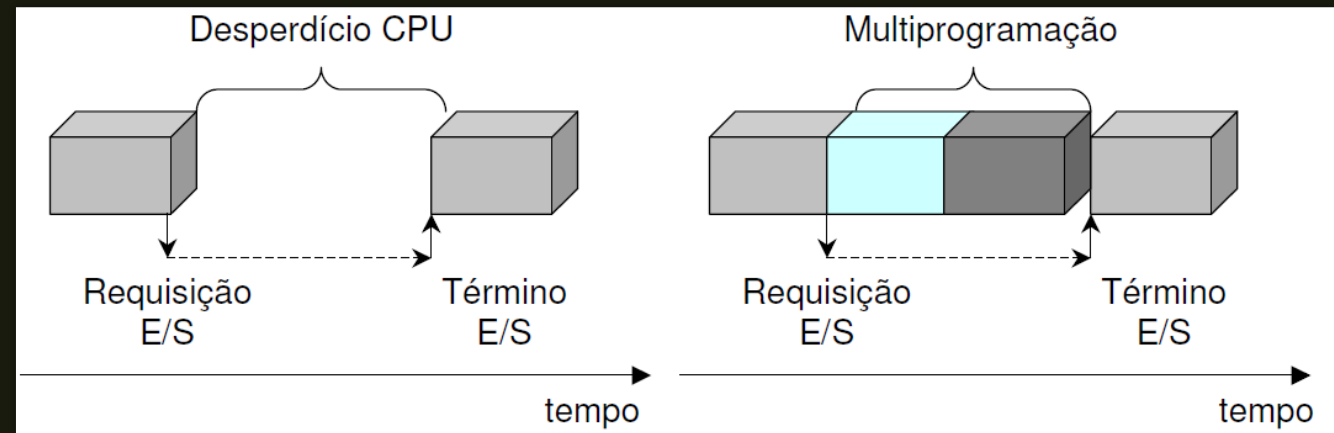 Desperdício CPU
Requisição
E/S
Término
E/S
tempo
Multiprogramação
Requisição
E/S
Término
E/S
tempo